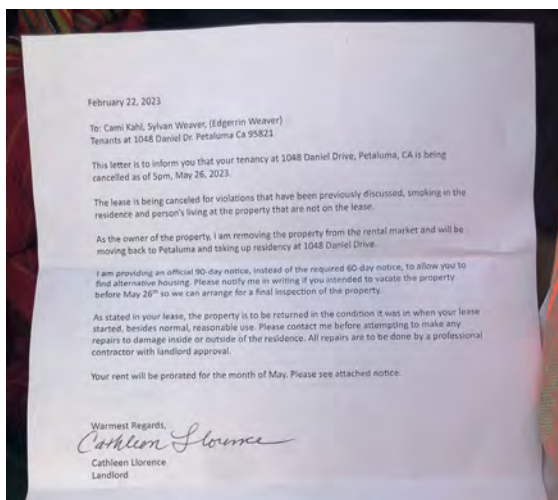 February 22, 2023
To: Cami Kahl, Sylvan Weaver, (Edgerrin Weaver)
Tenants at 1048 Daniel Dr. Petaluma Ca 95821
This letter is to inform you that your tenancy at 1048 Daniel Drive, Petaluma, CA is being
cancelled as of 5pm, May 26, 2023.
The lease is being canceled for violations that have been previously discussed, smoking in the
residence and person's living at the property that are not on the lease.
As the owner of the property, I am removing the property from the rental market and will be
moving back to Petaluma and taking up residency at 1048 Daniel Drive.
I am providing an official 90-day notice, instead of the required 60-day notice, to allow you to
find alternative housing. Please notify me in writing if you intended to vacate the property
before May 26th so we can arrange for a final inspection of the property.
As stated in your lease, the property is to be returned in the condition it was in when your lease
started, besides normal, reasonable use. Please contact me before attempting to make any
repairs to damage inside or outside of the residence. All repairs are to be done by a professional
contractor with landlord approval.
Your rent will be prorated for the month of May. Please see attached notice.
Warmest Regards,
Cathleen Llorence
Cathleen Llorence
Landlord